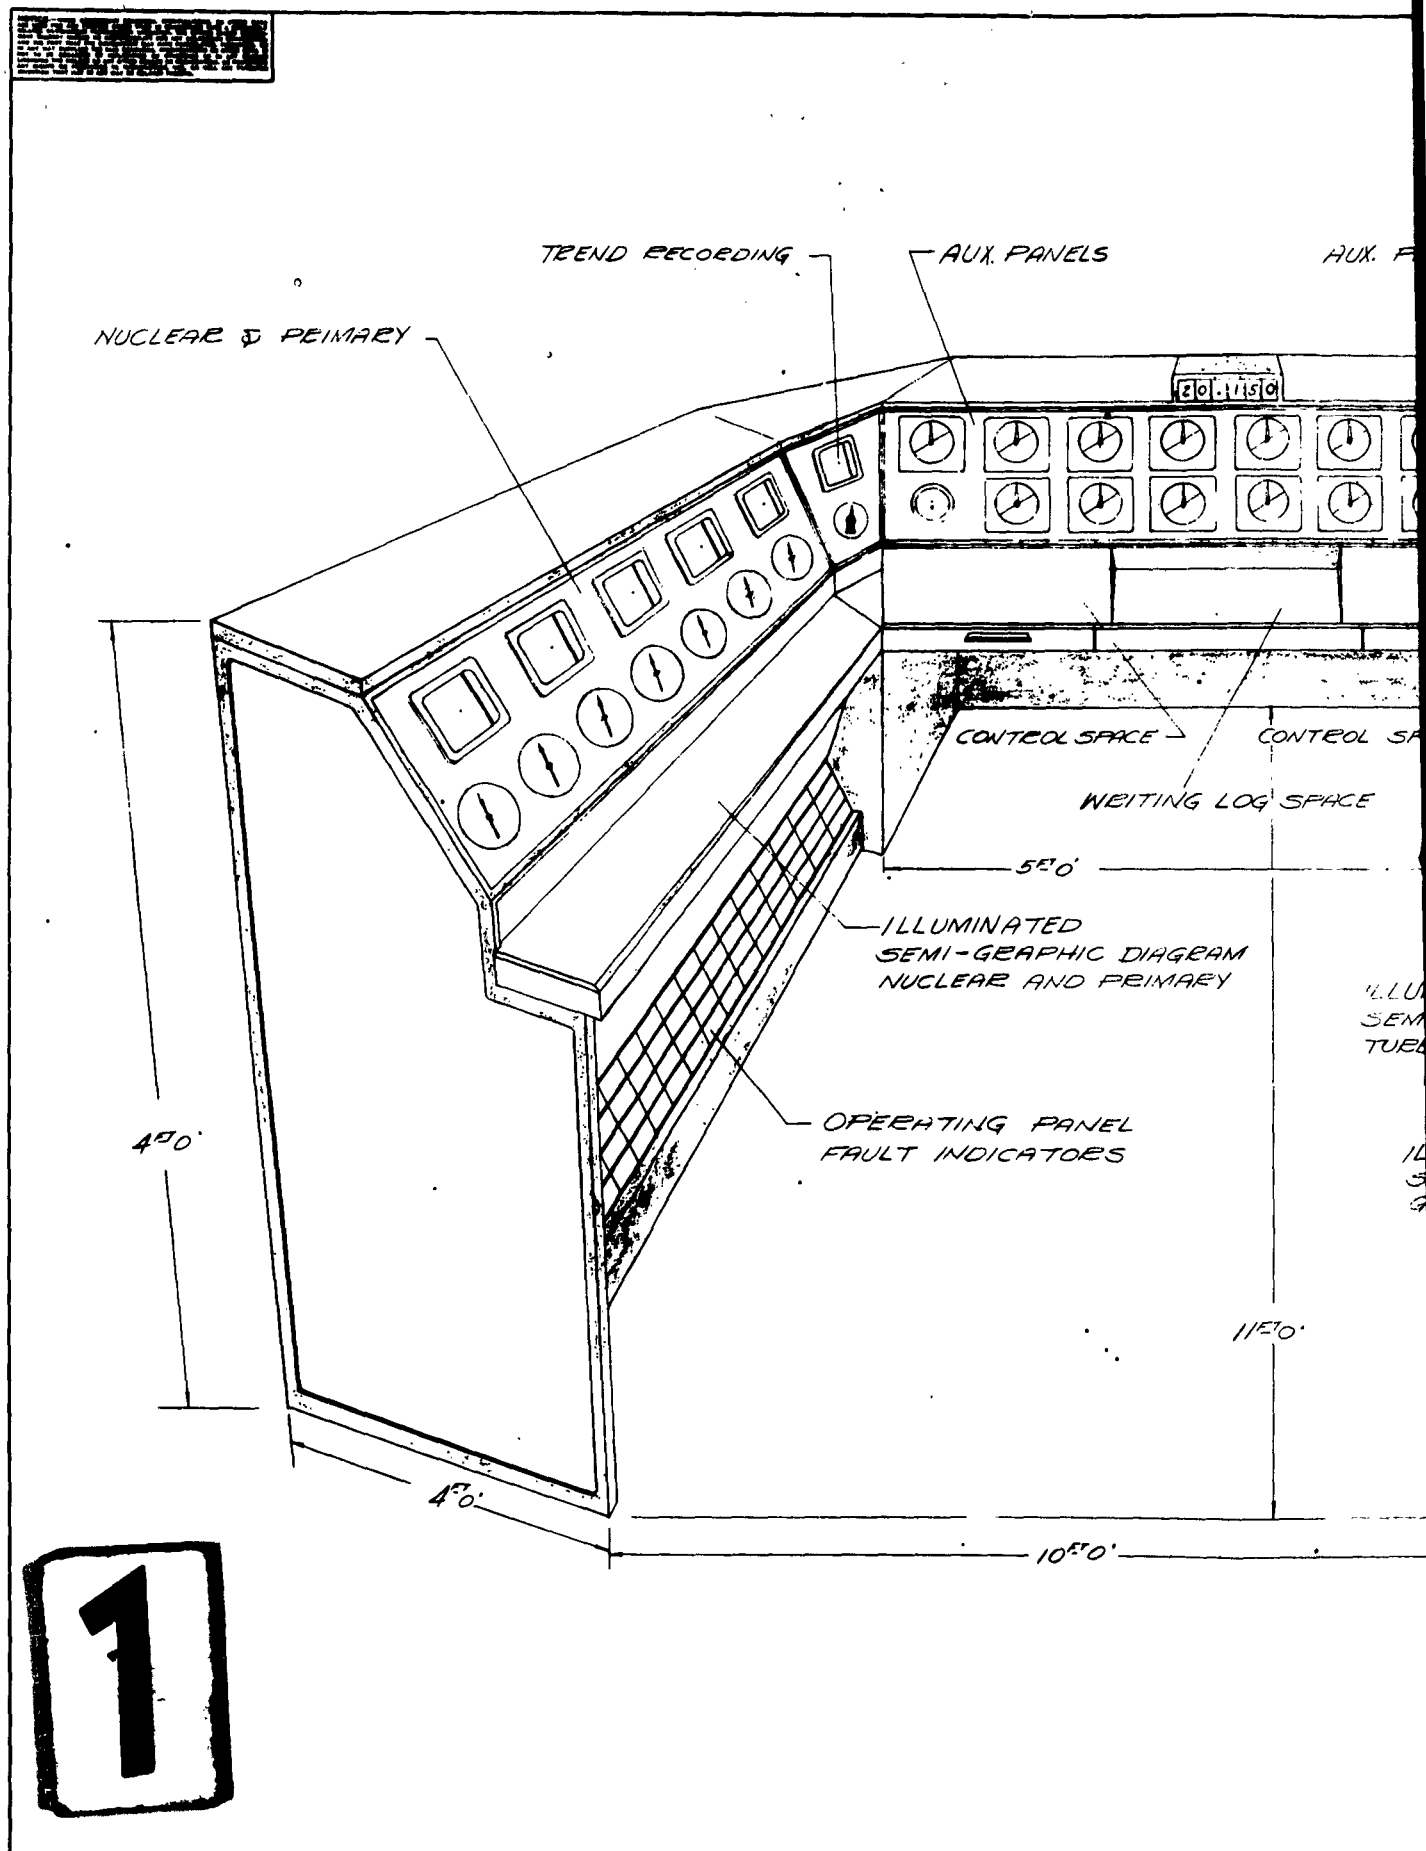 TREND RECORDING
AUX. PANELS
AUX.
NUCLEAR & PRIMARY
20.150
CONTROL SPACE
CONTROL
WRITING LOG SPACE
5FT0"
ILLUMINATED
SEMI-GRAPHIC DIAGRAM
NUCLEAR AND PRIMARY
OPERATING PANEL
FAULT INDICATORS
4FT0"
11FT0"
4FT0"
10FT0"
1